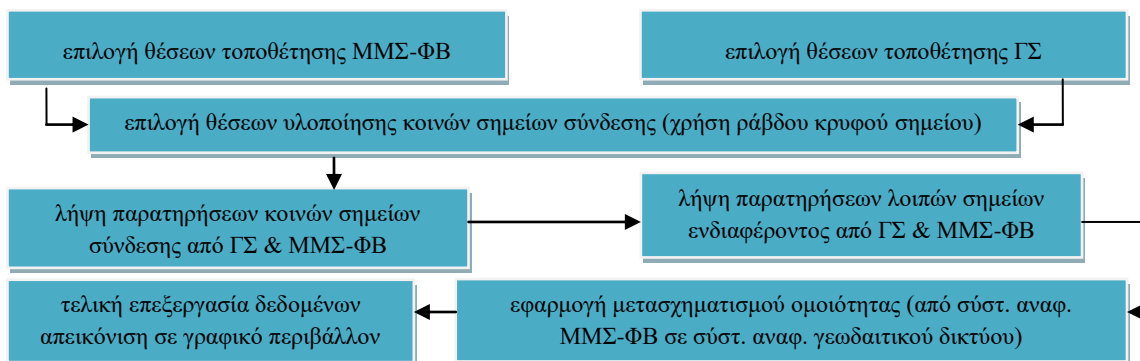 επιλογή θέσεων τοποθέτησης ΜΜΣ-ΦΒ
επιλογή θέσεων τοποθέτησης ΓΣ
επιλογή θέσεων υλοποίησης κοινών σημείων σύνδεσης (χρήση ράβδου κρυφού σημείου)
λήψη παρατηρήσεων κοινών σημείων
σύνδεσης από ΓΣ & ΜΜΣ-ΦΒ
λήψη παρατηρήσεων λοιπών σημείων
ενδιαφέροντος από ΓΣ & ΜΜΣ-ΦΒ
εφαρμογή μετασχηματισμού ομοιότητας (από σύστ. αναφ.
ΜΜΣ-ΦΒ σε σύστ. αναφ. γεωδαιτικού δικτύου)
τελική επεξεργασία δεδομένων
απεικόνιση σε γραφικό περιβάλλον